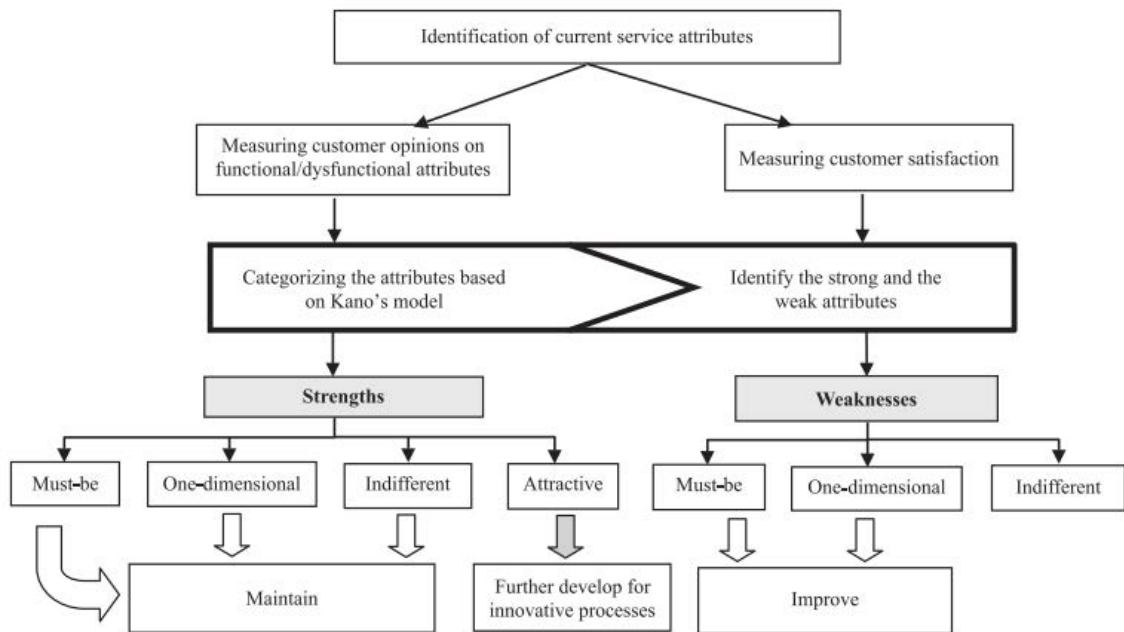 Identification of current service attributes
Measuring customer opinions on
functional/dysfunctional attributes
Measuring customer satisfaction
Categorizing the attributes based
on Kano's model
Identify the strong and the
weak attributes
Strengths
Weaknesses
Must-be
One-dimensional
Indifferent
Attractive
Must-be
One-dimensional
Indifferent
Maintain
Further develop for
innovative processes
Improve